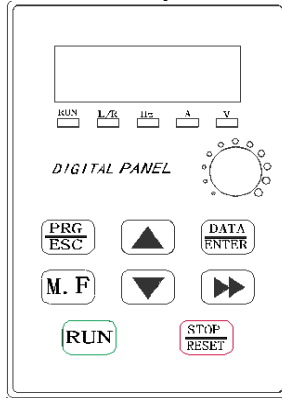 RUN L/R Hz A V
DIGITAL PANEL
PRG
ESC
DATA
ENTER
M.F
RUN
STOP
RESET